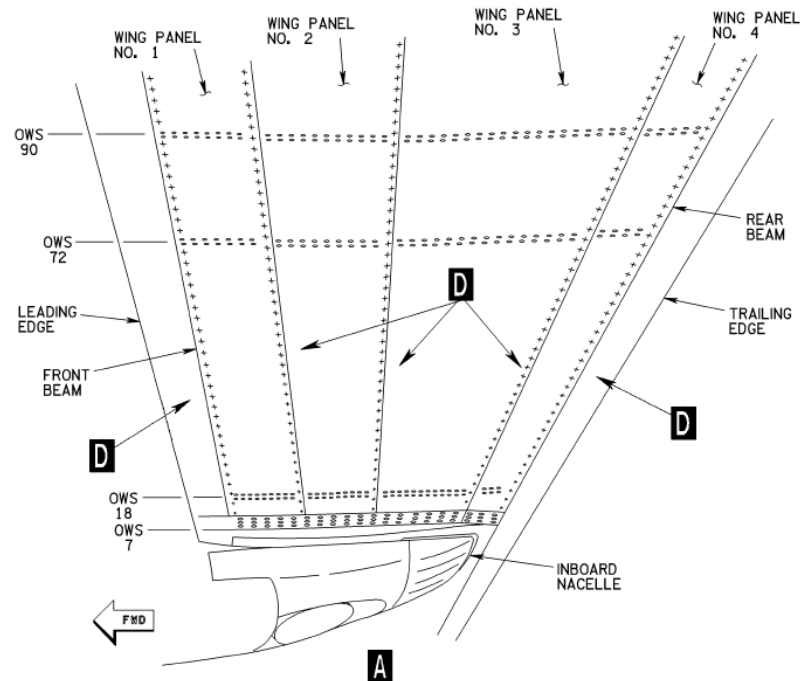 WING PANEL
NO. 1
WING PANEL
NO. 2
WING PANEL
NO. 3
WING PANEL
NO. 4
OWS
90
OWS
72
REAR
BEAM
D
LEADING
EDGE
TRAILING
EDGE
FRONT
BEAM
D
D
OWS
18
OWS
7
INBOARD
NACELLE
FWD
A